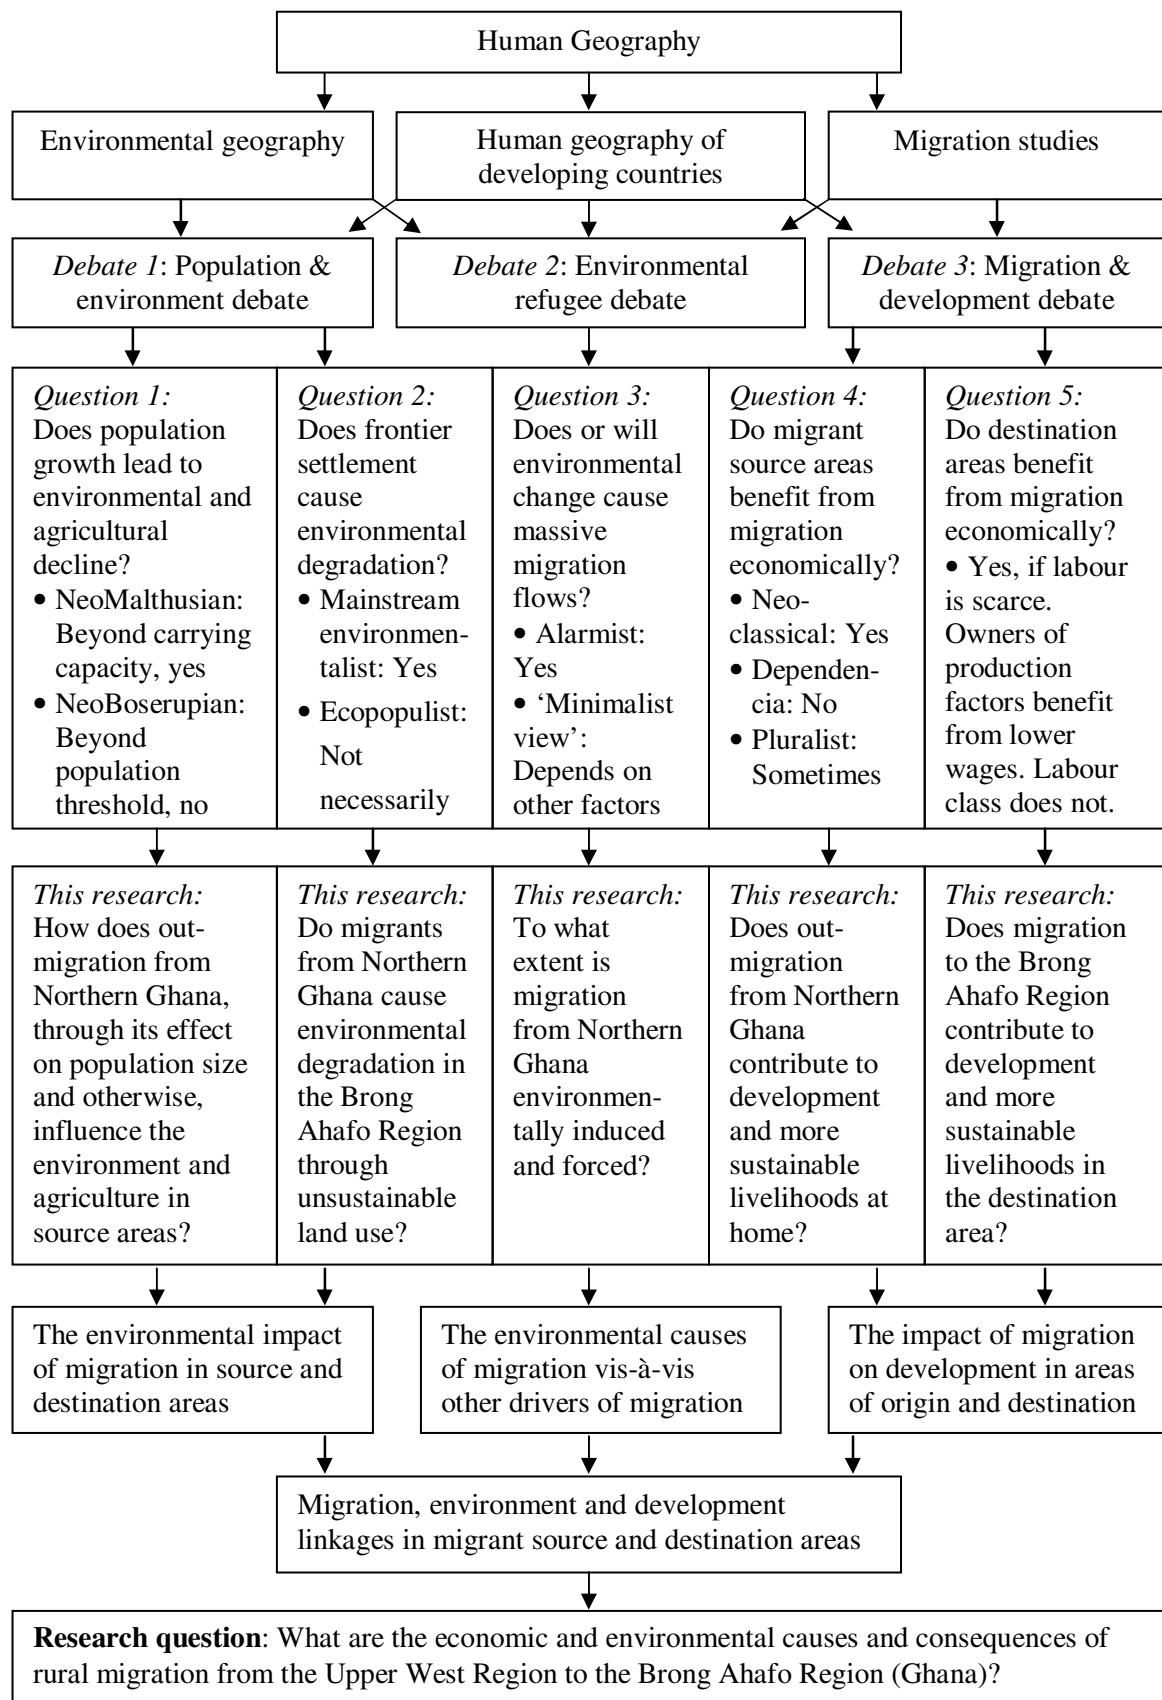 Human Geography
Environmental geography
Human geography of
developing countries
Migration studies
Debate 1: Population &
environment debate
Debate 2: Environmental
refugee debate
Debate 3: Migration &
development debate
Question 1:
Does population
growth lead to
environmental and
agricultural
decline?
• NeoMalthusian:
Beyond carrying
capacity, yes
• NeoBoserupian:
Beyond
population
threshold, no
Question 2:
Does frontier
settlement
cause
environmental
degradation?
• Mainstream
environmen-
talist: Yes
• Ecopopulist:
Not
necessarily
Question 3:
Does or will
environmental
change cause
massive
migration
flows?
• Alarmist:
Yes
• ‘Minimalist
view’:
Depends on
other factors
Question 4:
Do migrant
source areas
benefit from
migration
economically?
• Neo-
classical: Yes
• Dependen-
cia: No
• Pluralist:
Sometimes
Question 5:
Do destination
areas benefit
from migration
economically?
• Yes, if labour
is scarce.
Owners of
production
factors benefit
from lower
wages. Labour
class does not.
This research:
How does out-
migration from
Northern Ghana,
through its effect
on population size
and otherwise,
influence the
environment and
agriculture in
source areas?
This research:
Do migrants
from Northern
Ghana cause
environmental
degradation in
the Brong
Ahafo Region
through
unsustainable
land use?
This research:
To what
extent is
migration
from Northern
Ghana
environmen-
tally induced
and forced?
This research:
Does out-
migration
from Northern
Ghana
contribute to
development
and more
sustainable
livelihoods at
home?
This research:
Does migration
to the Brong
Ahafo Region
contribute to
development
and more
sustainable
livelihoods in
the destination
area?
The environmental impact
of migration in source and
destination areas
The environmental causes
of migration vis-à-vis
other drivers of migration
The impact of migration
on development in areas
of origin and destination
Migration, environment and development
linkages in migrant source and destination areas
Research question: What are the economic and environmental causes and consequences of
rural migration from the Upper West Region to the Brong Ahafo Region (Ghana)?